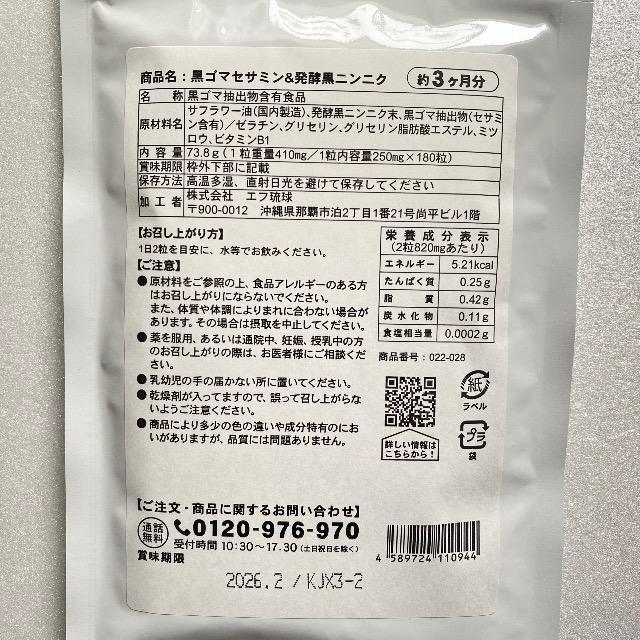 商品名：黒ゴマセサミン&発酵黒ニンニク 約3ヶ月分
名 称 黒ゴマ抽出物含有食品
原材料名 サフラワー油(国内製造)、発酵黒ニンニク末、黒ゴマ抽出物(セサミ
ン含有)／ゼラチン、グリセリン、グリセリン脂肪酸エステル、ミツ
ロウ、ビタミンB1
内 容 量 73.8g(1粒重量410mg／1粒内容量250mg×180粒)
賞味期限 枠外下部に記載
保存方法 高温多湿、直射日光を避けて保存してください
加 工 者 株式会社 エフ琉球
〒900-0012 沖縄県那覇市泊2丁目1番21号尚平ビル1階
【お召し上がり方】
1日2粒を目安に、水等でお飲みください。
【ご注意】
●原材料をご参照の上、食品アレルギーのある方
はお召し上がりにならないでください。
また、体質や体調によりまれに合わない場合が
あります。その場合は摂取を中止してください。
●薬を服用、あるいは通院中、妊娠、授乳中の方
のお召し上がりの際は、お医者様にご相談くださ
い。
●乳幼児の手の届かない所に置いてください。
●乾燥剤が入ってますので、誤って召し上がらな
いようご注意ください。
●商品により多少の色の違いや成分特有のにお
いがありますが、品質には問題ありません。
栄養成分表示
(2粒820mgあたり)
エネルギー 5.21kcal
たんぱく質 0.25g
脂 質 0.42g
炭水化物 0.11g
食塩相当量 0.0002g
商品番号：022-028
詳しい情報は
こちらから！
紙
ラベル
プラ
袋
【ご注文・商品に関するお問い合わせ】
通話
無料
0120-976-970
受付時間 10:30～17:30(土日祝日を除く)
賞味期限
4 589724 110944
2026.2 / KJX3-2